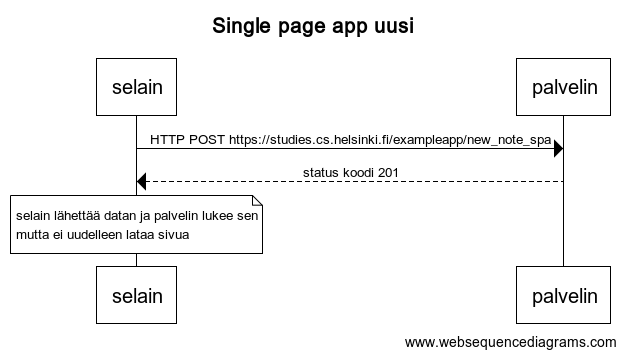 Single page app uusi
selain
palvelin
HTTP POST https://studies.cs.helsinki.fi/exampleapp/new_note_spa
status koodi 201
selain lähettää datan ja palvelin lukee sen
mutta ei uudelleen lataa sivua
selain
palvelin
www.websequencediagrams.com